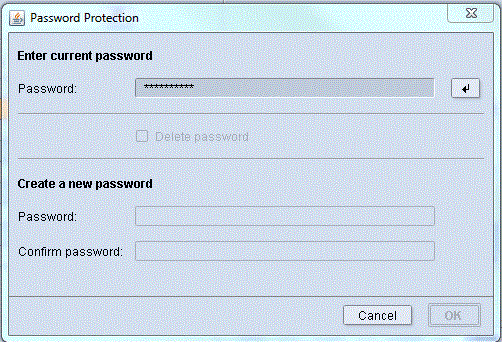 Password Protection
Enter current password
Password: **********
Delete password
Create a new password
Password:
Confirm password:
Cancel OK